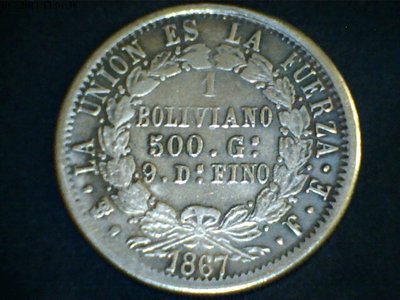 LA UNION ES LA FUERZA
1
BOLIVIANO
500. G:
9. D: FINO
F. E.
1867